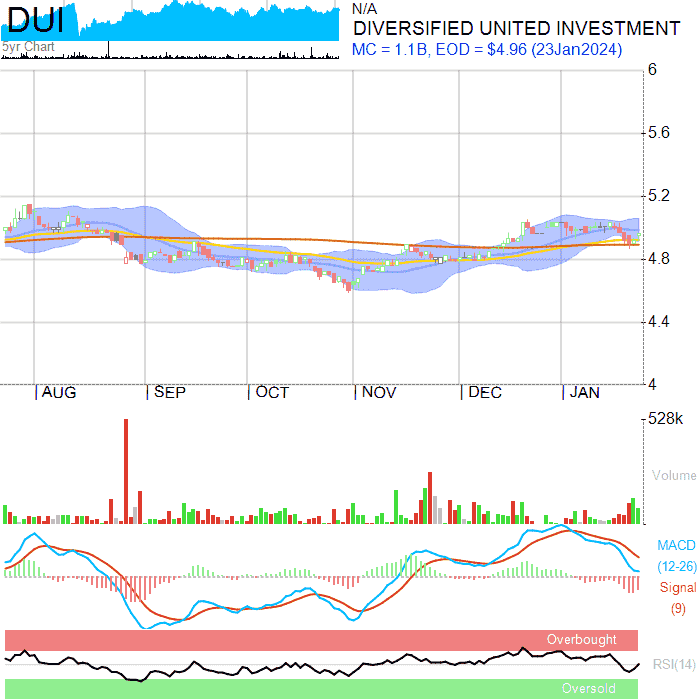 DUI
5yr Chart
N/A
DIVERSIFIED UNITED INVESTMENT
MC = 1.1B, EOD = $4.96 (23Jan2024)
6
5.6
5.2
4.8
4.4
4
AUG SEP OCT NOV DEC JAN
528k
Volume
MACD
(12-26)
Signal
(9)
Overbought
RSI(14)
Oversold